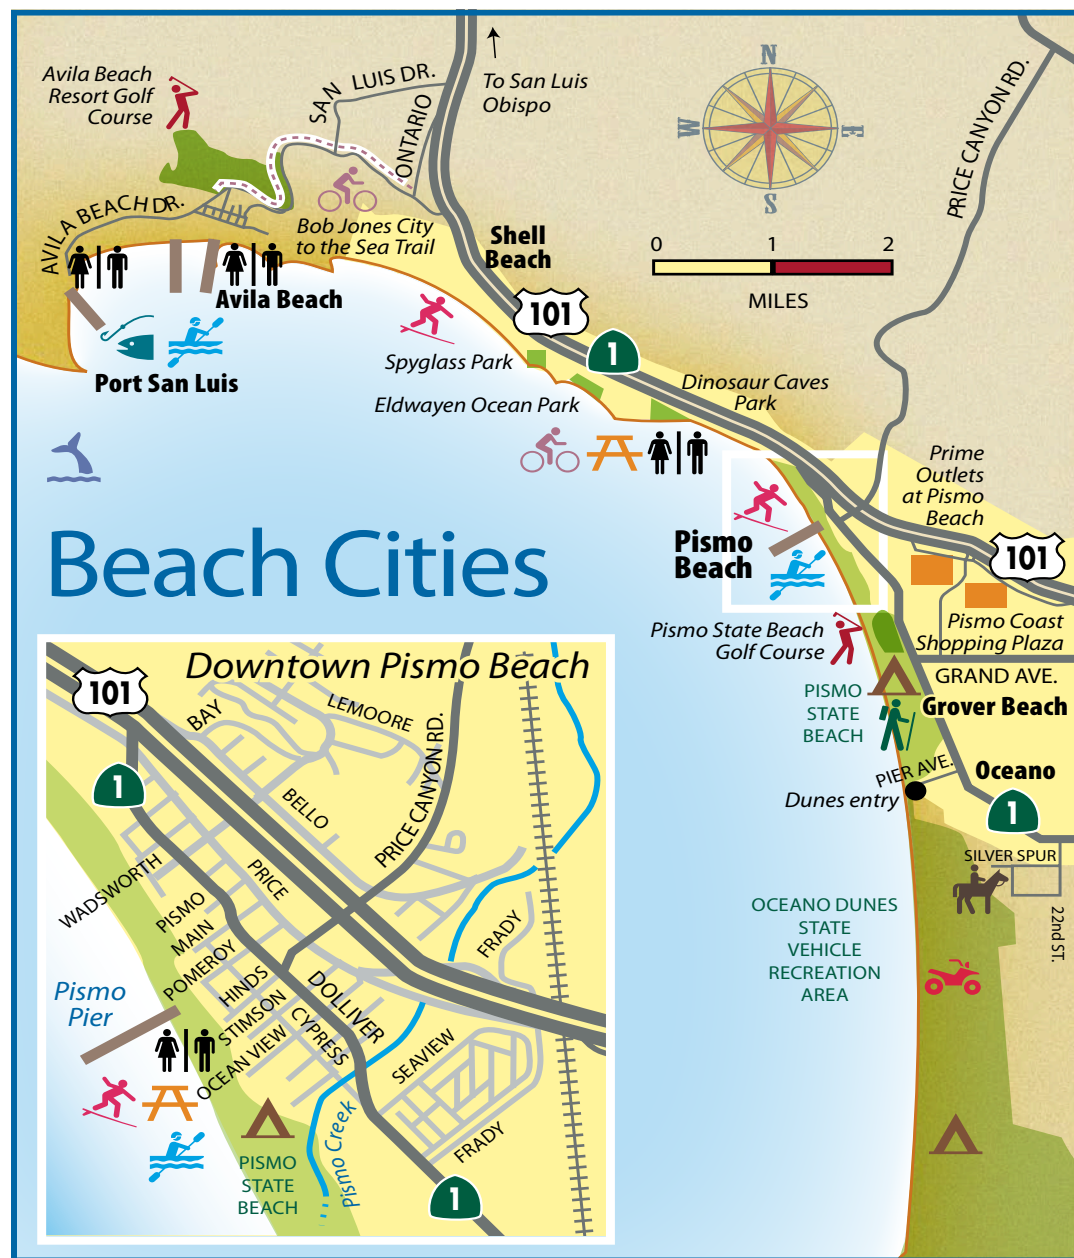 Avila Beach
Resort Golf
Course
SAN LUIS DR.
ONTARIO
To San Luis
Obispo
N
W
E
S
PRICE CANYON RD.
AVILA BEACH DR.
Bob Jones City
to the Sea Trail
Shell
Beach
0 1 2
MILES
Avila Beach
101
1
Port San Luis
Spyglass Park
Eldwayen Ocean Park
Dinosaur Caves
Park
Prime
Outlets
at Pismo
Beach
101
Pismo
Beach
Beach Cities
Pismo State Beach
Golf Course
Pismo Coast
Shopping Plaza
GRAND AVE.
PISMO
STATE
BEACH
Grover Beach
PIER AVE.
Oceano
Dunes entry
1
SILVER SPUR
22nd ST.
OCEANO DUNES
STATE
VEHICLE
RECREATION
AREA
Downtown Pismo Beach
101
BAY
LEMOORE
1
BELLO
PRICE CANYON RD.
WADSWORTH
PRICE
PISMO
MAIN
POMEROY
HINDS
STIMSON
OCEAN VIEW
CYPRESS
DOLLIVER
FRADY
Pismo
Pier
SEAVIEW
FRADY
Pismo Creek
PISMO
STATE
BEACH
1